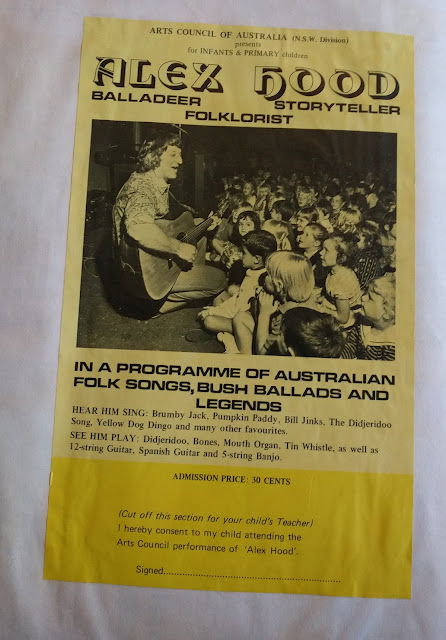 ARTS COUNCIL OF AUSTRALIA (N.S.W. Division)
presents
for INFANTS & PRIMARY children
ALEX HOOD
BALLADEER STORYTELLER
FOLKLORIST
IN A PROGRAMME OF AUSTRALIAN
FOLK SONGS, BUSH BALLADS AND
LEGENDS
HEAR HIM SING: Brumby Jack, Pumpkin Paddy, Bill Jinks, The Didjeridoo
Song, Yellow Dog Dingo and many other favourites.
SEE HIM PLAY: Didjeridoo, Bones, Mouth Organ, Tin Whistle, as well as
12-string Guitar, Spanish Guitar and 5-string Banjo.
ADMISSION PRICE: 30 CENTS
(Cut off this section for your child's Teacher)
I hereby consent to my child attending the
Arts Council performance of 'Alex Hood'.
Signed..........................................................